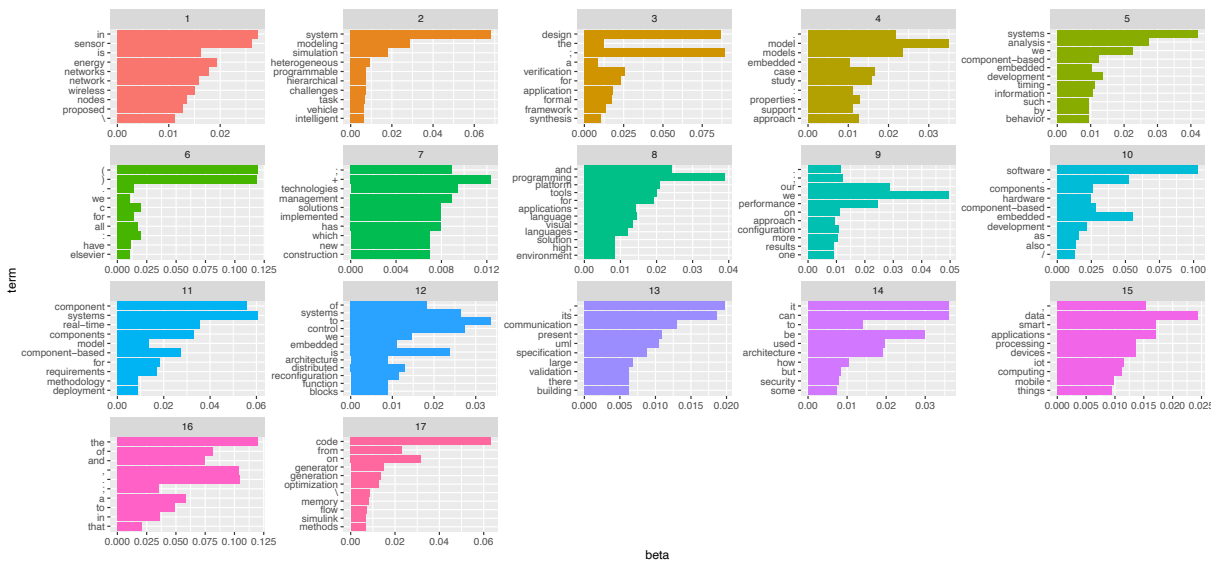 1
in
sensor
is
energy
networks
network
wireless
nodes
proposed
\
0.00 0.01 0.02
2
system
modeling
simulation
heterogeneous
programmable
hierarchical
challenges
task
vehicle
intelligent
0.00 0.02 0.04 0.06
3
design
the
;
a
verification
for
application
formal
framework
synthesis
0.000 0.025 0.050 0.075
4
.
model
models
embedded
case
study
:
properties
support
approach
0.00 0.01 0.02 0.03
5
systems
analysis
we
component-based
embedded
development
timing
information
such
by
behavior
0.00 0.01 0.02 0.03 0.04
6
(
)
.
we
c
for
all
:
have
elsevier
0.000 0.025 0.050 0.075 0.100 0.125
7
;
+
technologies
management
solutions
implemented
has
which
new
construction
0.000 0.004 0.008 0.012
8
and
programming
platform
tools
for
applications
language
visual
languages
solution
high
environment
0.00 0.01 0.02 0.03 0.04
9
:
;
our
we
performance
on
approach
configuration
more
results
one
0.00 0.01 0.02 0.03 0.04 0.05
10
software
.
components
hardware
component-based
embedded
development
as
also
/
0.000 0.025 0.050 0.075 0.100
11
component
systems
real-time
components
model
component-based
for
requirements
methodology
deployment
0.00 0.02 0.04 0.06
12
of
systems
to
control
we
embedded
is
architecture
distributed
reconfiguration
function
blocks
0.00 0.01 0.02 0.03
13
,
its
communication
present
uml
specification
large
validation
there
building
0.000 0.005 0.010 0.015 0.020
14
it
can
to
be
used
architecture
how
but
security
some
0.00 0.01 0.02 0.03
15
,
data
smart
applications
processing
devices
iot
computing
mobile
things
0.000 0.005 0.010 0.015 0.020 0.025
16
the
of
and
,
.
;
a
to
in
that
0.000 0.025 0.050 0.075 0.100 0.125
17
code
from
on
generator
generation
optimization
\
memory
flow
simulink
methods
0.00 0.02 0.04 0.06
term
beta